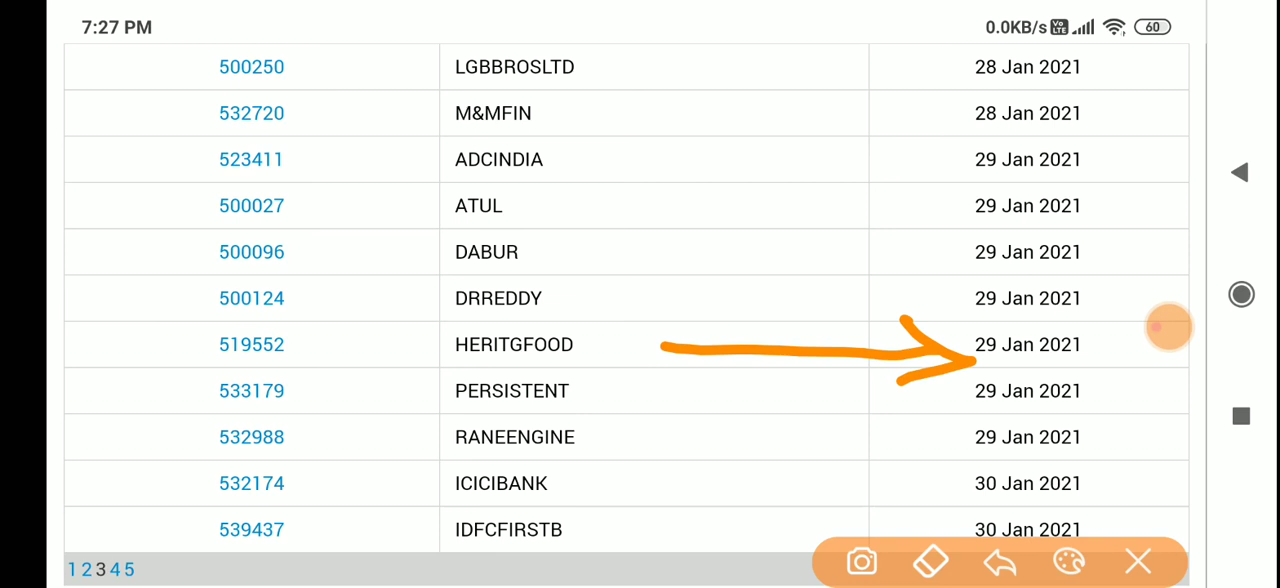 7:27 PM 0.0KB/s Vo LTE 60
500250 LGBBROSLTD 28 Jan 2021
532720 M&MFIN 28 Jan 2021
523411 ADCINDIA 29 Jan 2021
500027 ATUL 29 Jan 2021
500096 DABUR 29 Jan 2021
500124 DRREDDY 29 Jan 2021
519552 HERITGFOOD 29 Jan 2021
533179 PERSISTENT 29 Jan 2021
532988 RANEENGINE 29 Jan 2021
532174 ICICIBANK 30 Jan 2021
539437 IDFCFIRSTB 30 Jan 2021
1 2 3 4 5